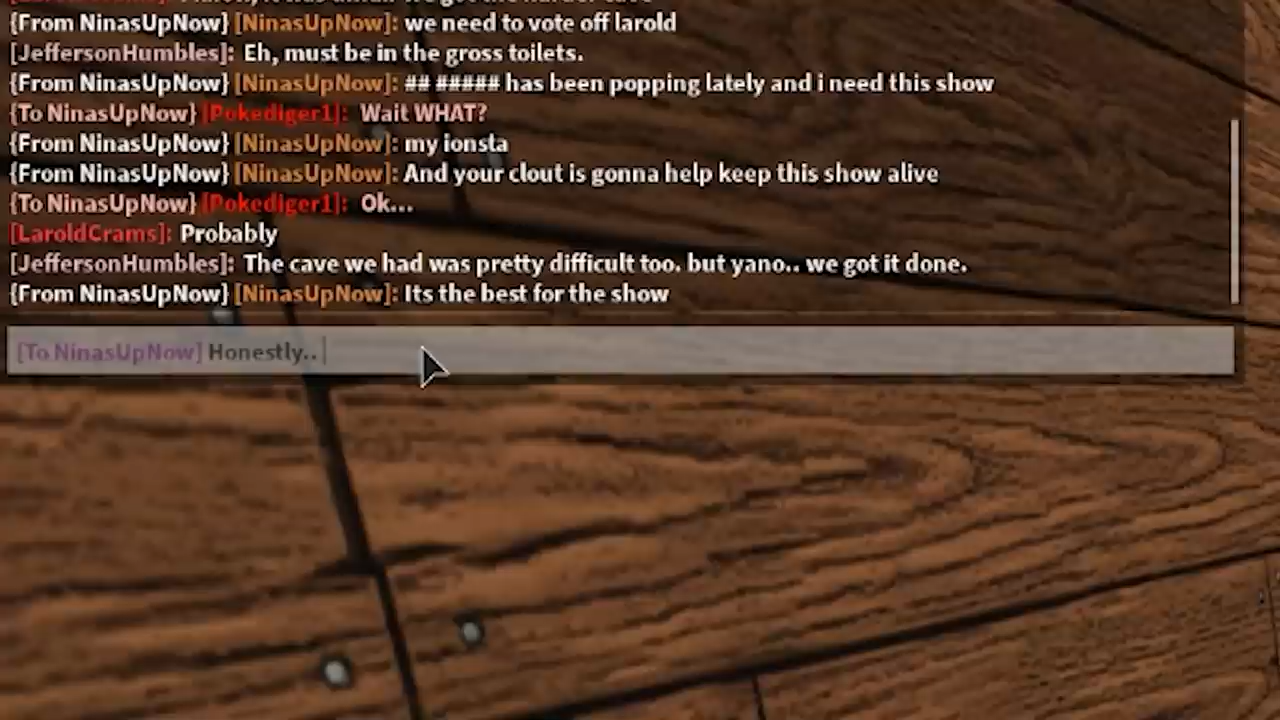 {From NinasUpNow} [NinasUpNow]: we need to vote off larold
[JeffersonHumbles]: Eh, must be in the gross toilets.
{From NinasUpNow} [NinasUpNow]: ## ##### has been popping lately and i need this show
{To NinasUpNow} [Pokediger1]: Wait WHAT?
{From NinasUpNow} [NinasUpNow]: my ionsta
{From NinasUpNow} [NinasUpNow]: And your clout is gonna help keep this show alive
{To NinasUpNow} [Pokediger1]: Ok...
[LaroldCrams]: Probably
[JeffersonHumbles]: The cave we had was pretty difficult too. but yano.. we got it done.
{From NinasUpNow} [NinasUpNow]: Its the best for the show
[To NinasUpNow] Honestly..